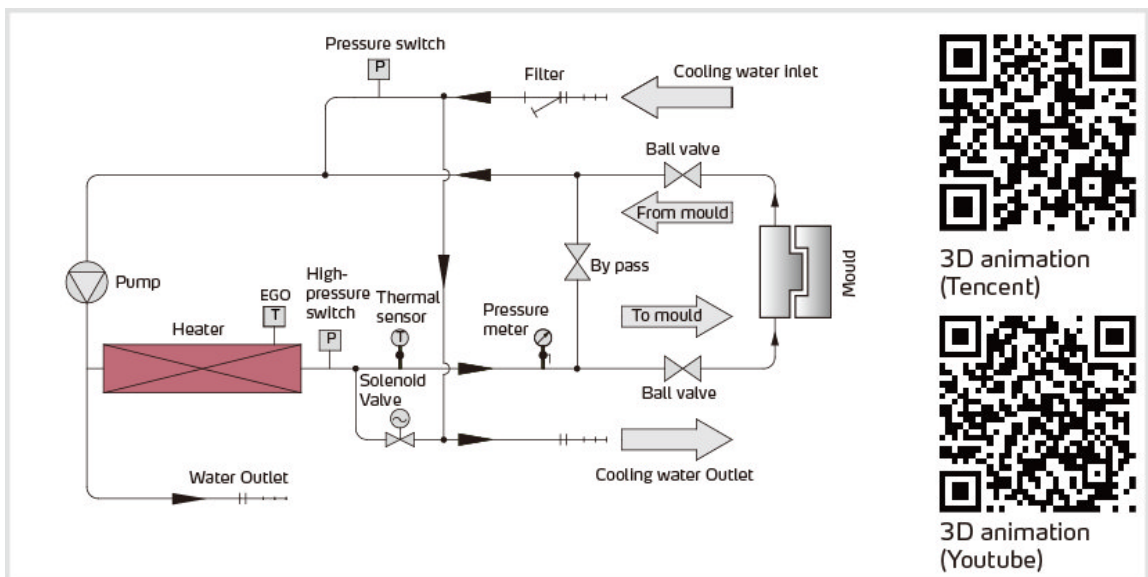 Pressure switch
P
Filter
Cooling water inlet
Ball valve
From mould
By pass
Mould
Pump
EGO
T
High-
pressure
switch
P
Thermal
sensor
T
Pressure
meter
To mould
Heater
Solenoid
Valve
Ball valve
Water Outlet
Cooling water Outlet
3D animation
(Tencent)
3D animation
(Youtube)